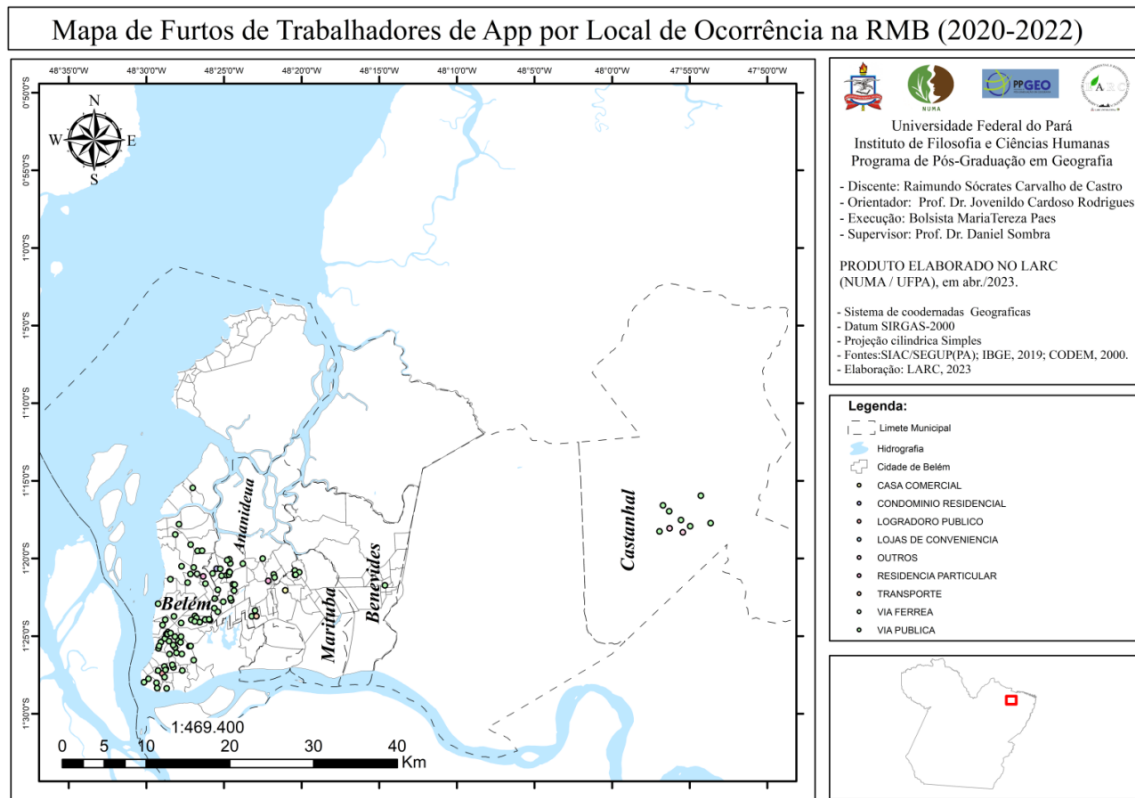 Mapa de Furtos de Trabalhadores de App por Local de Ocorrência na RMB (2020-2022)
48°35'0"W 48°30'0"W 48°25'0"W 48°20'0"W 48°15'0"W 48°10'0"W 48°5'0"W 48°0'0"W 47°55'0"W 47°50'0"W
0°50'0"S
0°55'0"S
1°0'0"S
1°5'0"S
1°10'0"S
1°15'0"S
1°20'0"S
1°25'0"S
1°30'0"S
N
W E
S
Ananideua
Belém
Marituba
Benevides
Castanhal
1:469.400
0 5 10 20 30 40
Km
NUMA
PPGEO
Universidade Federal do Pará
Instituto de Filosofia e Ciências Humanas
Programa de Pós-Graduação em Geografia
- Discente: Raimundo Sócrates Carvalho de Castro
- Orientador: Prof. Dr. Jovenildo Cardoso Rodrigues
- Execução: Bolsista MariaTereza Paes
- Supervisor: Prof. Dr. Daniel Sombra
PRODUTO ELABORADO NO LARC
(NUMA / UFPA), em abr./2023.
- Sistema de coodernadas Geograficas
- Datum SIRGAS-2000
- Projeção cilindrica Simples
- Fontes:SIAC/SEGUP(PA); IBGE, 2019; CODEM, 2000.
- Elaboração: LARC, 2023
Legenda:
Limete Municipal
Hidrografia
Cidade de Belém
CASA COMERCIAL
CONDOMINIO RESIDENCIAL
LOGRADORO PUBLICO
LOJAS DE CONVENIENCIA
OUTROS
RESIDENCIA PARTICULAR
TRANSPORTE
VIA FERREA
VIA PUBLICA